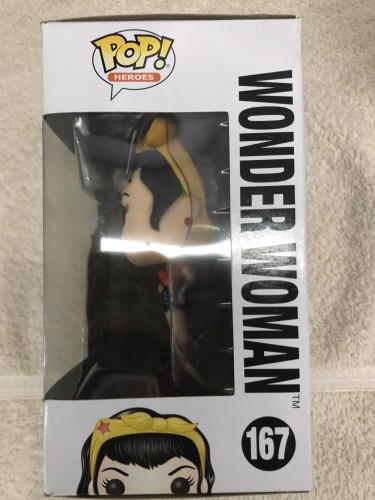 POP!
HEROES
WONDER WOMAN™
167